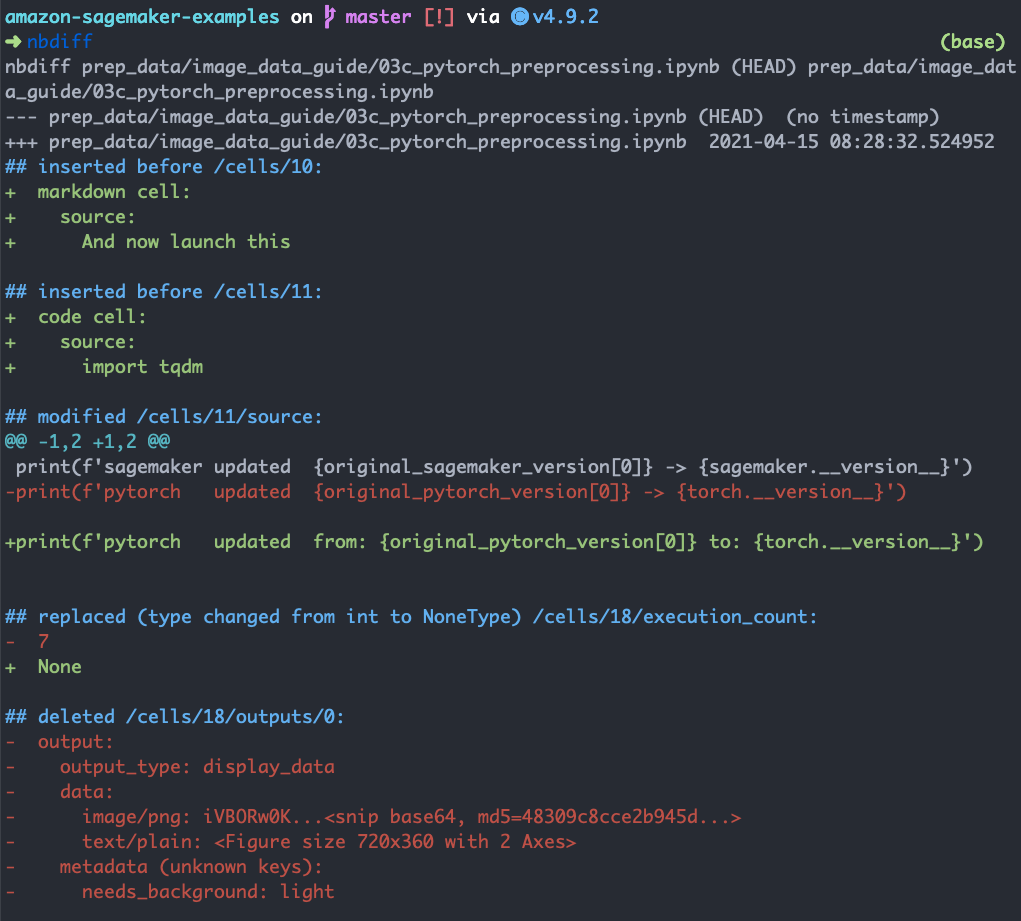 amazon-sagemaker-examples on master [!] via C v4.9.2
➜ nbdiff (base)
nbdiff prep_data/image_data_guide/03c_pytorch_preprocessing.ipynb (HEAD) prep_data/image_dat
a_guide/03c_pytorch_preprocessing.ipynb
--- prep_data/image_data_guide/03c_pytorch_preprocessing.ipynb (HEAD)  (no timestamp)
+++ prep_data/image_data_guide/03c_pytorch_preprocessing.ipynb  2021-04-15 08:28:32.524952
## inserted before /cells/10:
+  markdown cell:
+    source:
+      And now launch this
## inserted before /cells/11:
+  code cell:
+    source:
+      import tqdm
## modified /cells/11/source:
@@ -1,2 +1,2 @@
 print(f'sagemaker updated  {original_sagemaker_version[0]} -> {sagemaker.__version__}')
-print(f'pytorch   updated  {original_pytorch_version[0]} -> {torch.__version__}')
+print(f'pytorch   updated  from: {original_pytorch_version[0]} to: {torch.__version__}')
## replaced (type changed from int to NoneType) /cells/18/execution_count:
-  7
+  None
## deleted /cells/18/outputs/0:
-  output:
-    output_type: display_data
-    data:
-      image/png: iVBORw0K...<snip base64, md5=48309c8cce2b945d...>
-      text/plain: <Figure size 720x360 with 2 Axes>
-    metadata (unknown keys):
-      needs_background: light